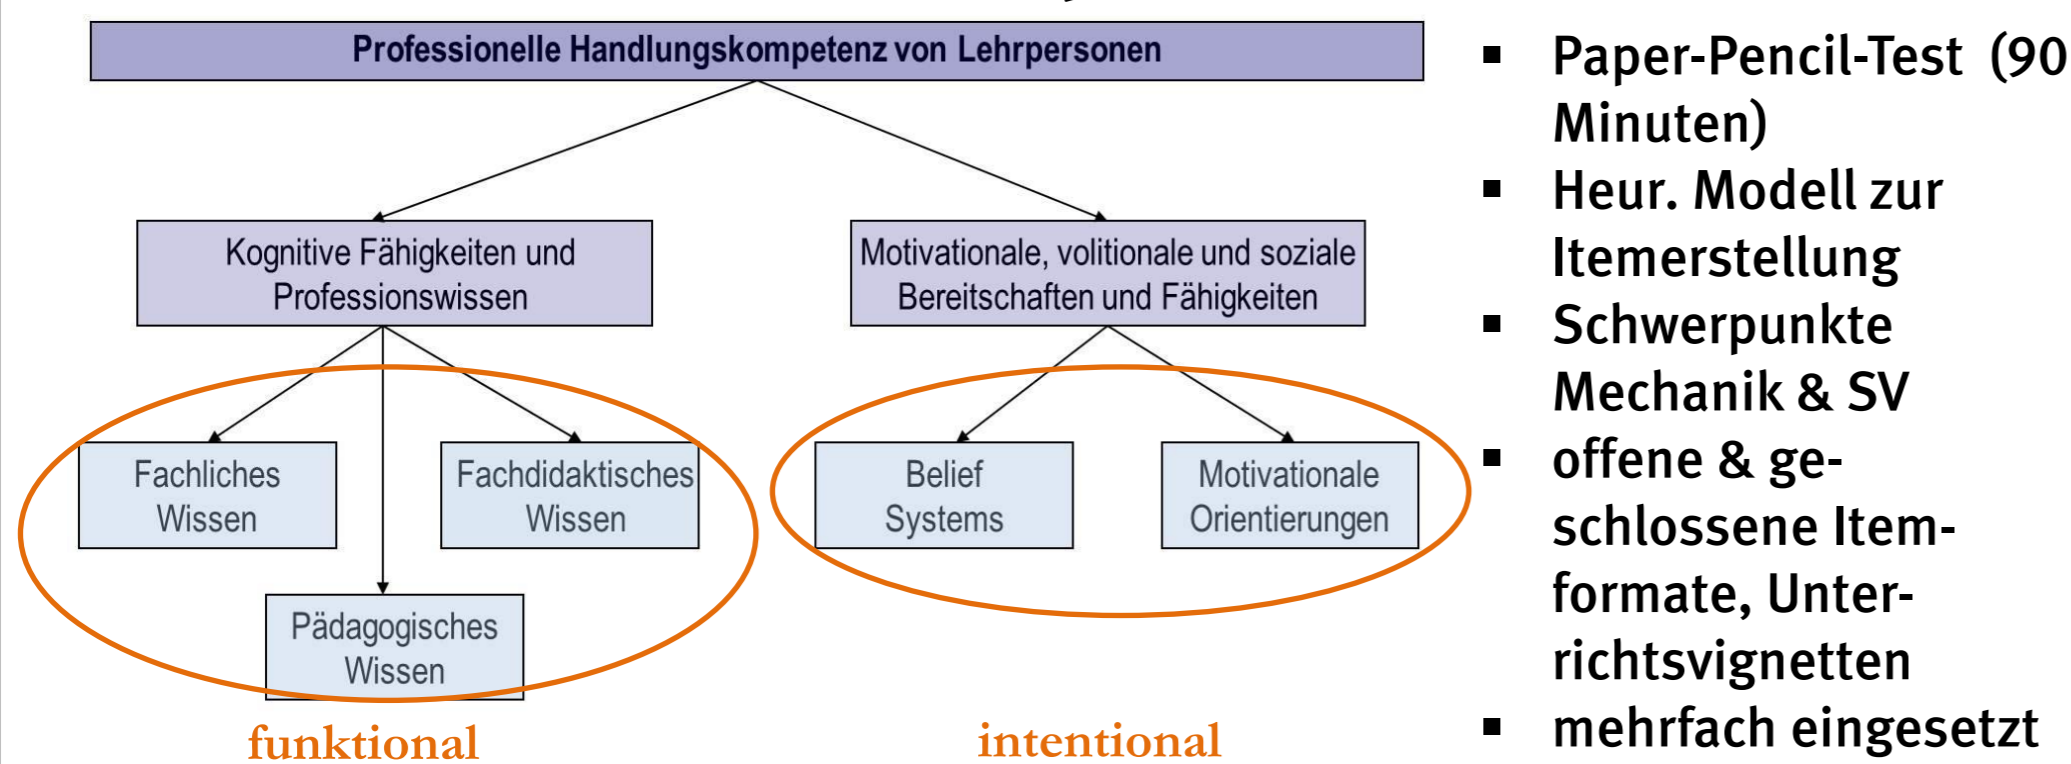 Professionelle Handlungskompetenz von Lehrpersonen
Kognitive Fähigkeiten und
Professionswissen
Motivationale, volitionale und soziale
Bereitschaften und Fähigkeiten
Fachliches
Wissen
Fachdidaktisches
Wissen
Pädagogisches
Wissen
Belief
Systems
Motivationale
Orientierungen
funktional
intentional
▪ Paper-Pencil-Test (90
Minuten)
▪ Heur. Modell zur
Itemerstellung
▪ Schwerpunkte
Mechanik & SV
▪ offene & ge-
schlossene Item-
formate, Unter-
richtsvignetten
▪ mehrfach eingesetzt